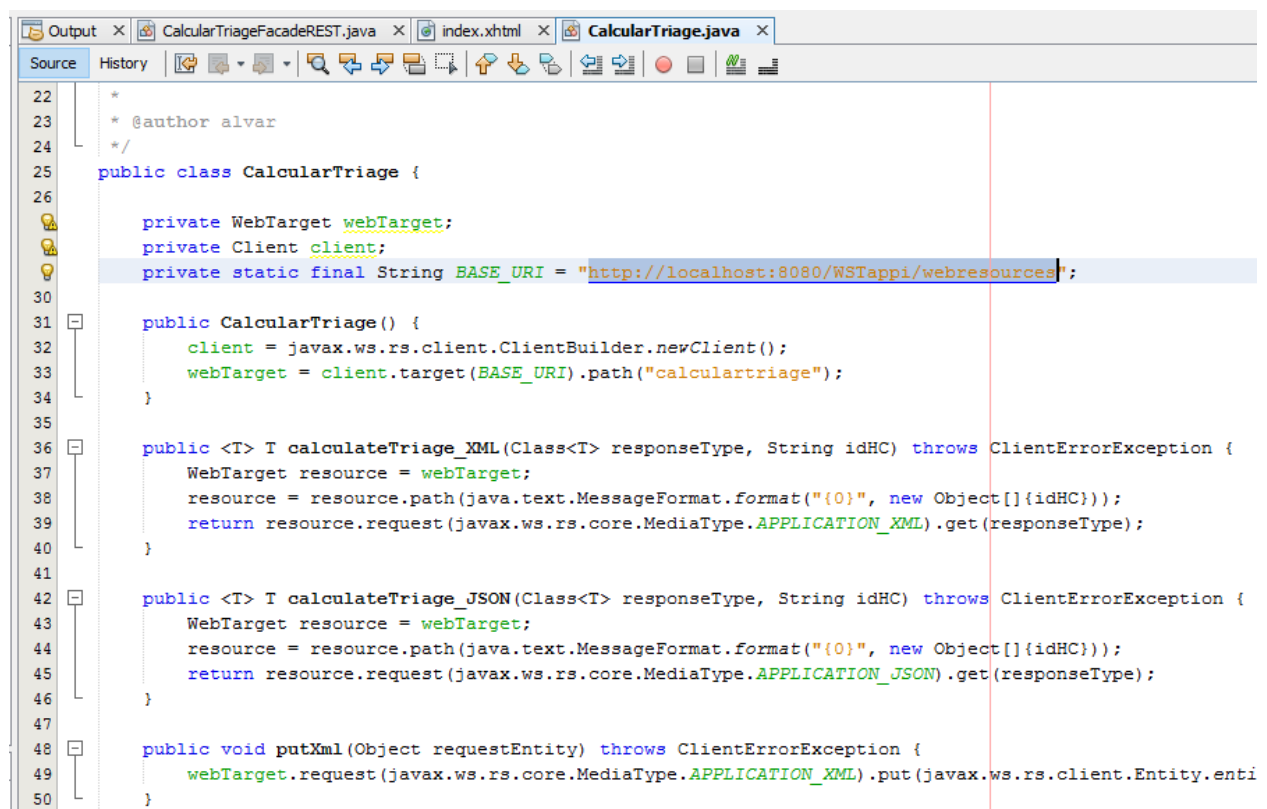 Output CalcularTriageFacadeREST.java index.xhtml CalcularTriage.java
Source History
22 *
23 * @author alvar
24 */
25 public class CalcularTriage {
26
private WebTarget webTarget;
private Client client;
private static final String BASE_URI = "http://localhost:8080/WSTappi/webresources";
30
31 public CalcularTriage() {
32 client = javax.ws.rs.client.ClientBuilder.newClient();
33 webTarget = client.target(BASE_URI).path("calculartriage");
34 }
35
36 public <T> T calculateTriage_XML(Class<T> responseType, String idHC) throws ClientErrorException {
37 WebTarget resource = webTarget;
38 resource = resource.path(java.text.MessageFormat.format("{0}", new Object[]{idHC}));
39 return resource.request(javax.ws.rs.core.MediaType.APPLICATION_XML).get(responseType);
40 }
41
42 public <T> T calculateTriage_JSON(Class<T> responseType, String idHC) throws ClientErrorException {
43 WebTarget resource = webTarget;
44 resource = resource.path(java.text.MessageFormat.format("{0}", new Object[]{idHC}));
45 return resource.request(javax.ws.rs.core.MediaType.APPLICATION_JSON).get(responseType);
46 }
47
48 public void putXml(Object requestEntity) throws ClientErrorException {
49 webTarget.request(javax.ws.rs.core.MediaType.APPLICATION_XML).put(javax.ws.rs.client.Entity.enti
50 }